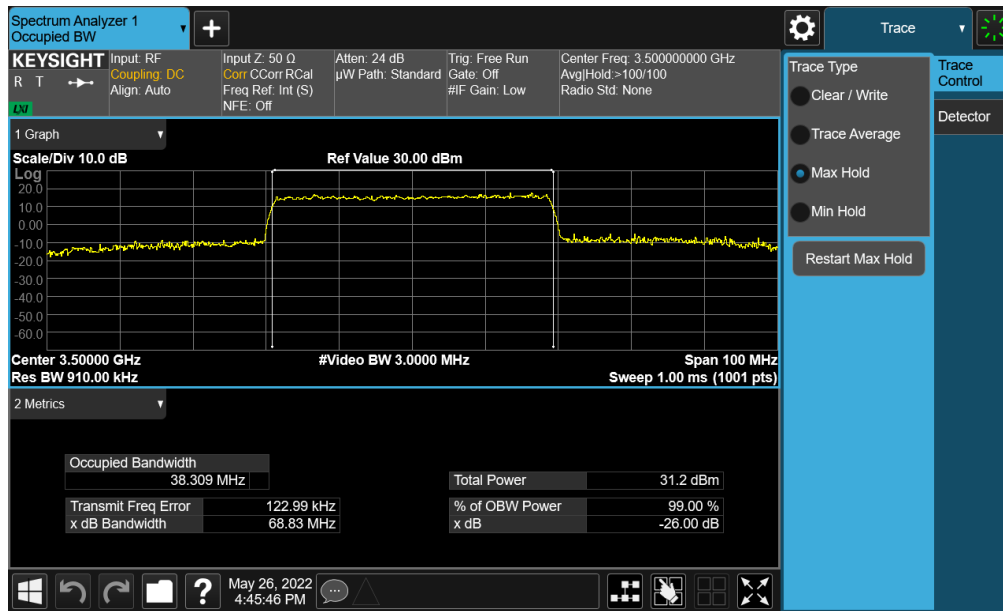 Spectrum Analyzer 1
Occupied BW
+
Trace
KEYSIGHT
R T
LXI
Input: RF
Coupling: DC
Align: Auto
Input Z: 50 Ω
Corr CCorr RCal
Freq Ref: Int (S)
NFE: Off
Atten: 24 dB
µW Path: Standard
Trig: Free Run
Gate: Off
#IF Gain: Low
Center Freq: 3.500000000 GHz
Avg|Hold:>100/100
Radio Std: None
1 Graph
Scale/Div 10.0 dB
Ref Value 30.00 dBm
Log
20.0
10.0
0.00
-10.0
-20.0
-30.0
-40.0
-50.0
-60.0
Center 3.50000 GHz
#Video BW 3.0000 MHz
Span 100 MHz
Res BW 910.00 kHz
Sweep 1.00 ms (1001 pts)
2 Metrics
Occupied Bandwidth
38.309 MHz
Total Power 31.2 dBm
Transmit Freq Error 122.99 kHz
% of OBW Power 99.00 %
x dB Bandwidth 68.83 MHz
x dB -26.00 dB
Trace Type
Clear / Write
Trace Average
Max Hold
Min Hold
Restart Max Hold
Trace
Control
Detector
?
May 26, 2022
4:45:46 PM